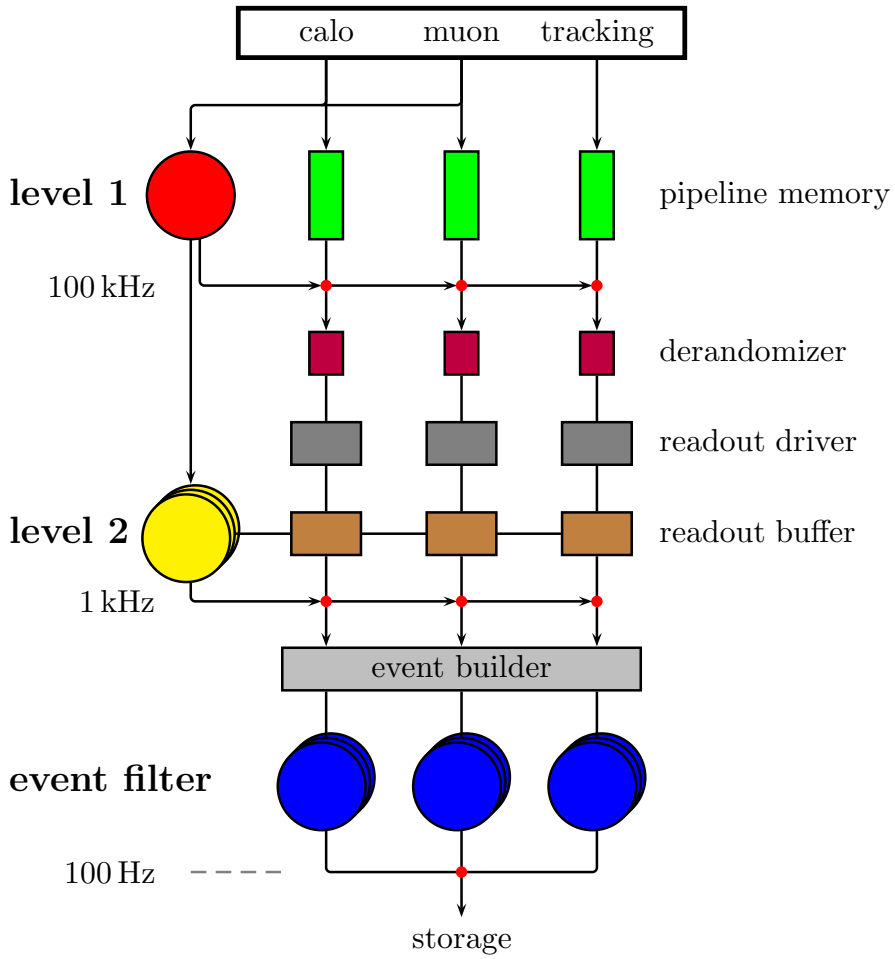 calo muon tracking
level 1
pipeline memory
100 kHz
derandomizer
readout driver
level 2
readout buffer
1 kHz
event builder
event filter
100 Hz
storage